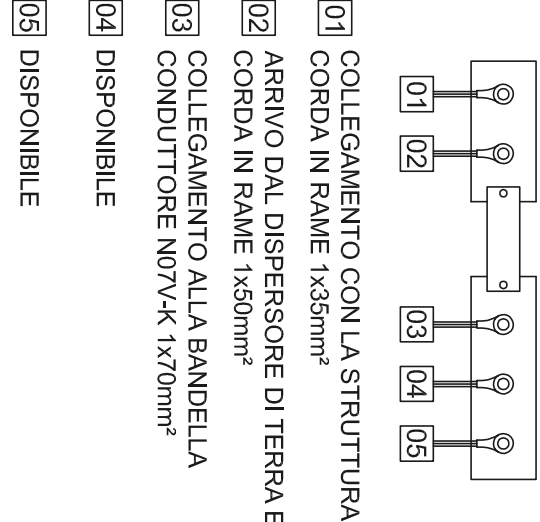 01
02
03
04
05
01 COLLEGAMENTO CON LA STRUTTURA
CORDA IN RAME 1x35mm²
02 ARRIVO DAL DISPERSORE DI TERRA E
CORDA IN RAME 1x50mm²
03 COLLEGAMENTO ALLA BANDELLA
CONDUTTORE N07V-K 1x70mm²
04 DISPONIBILE
05 DISPONIBILE